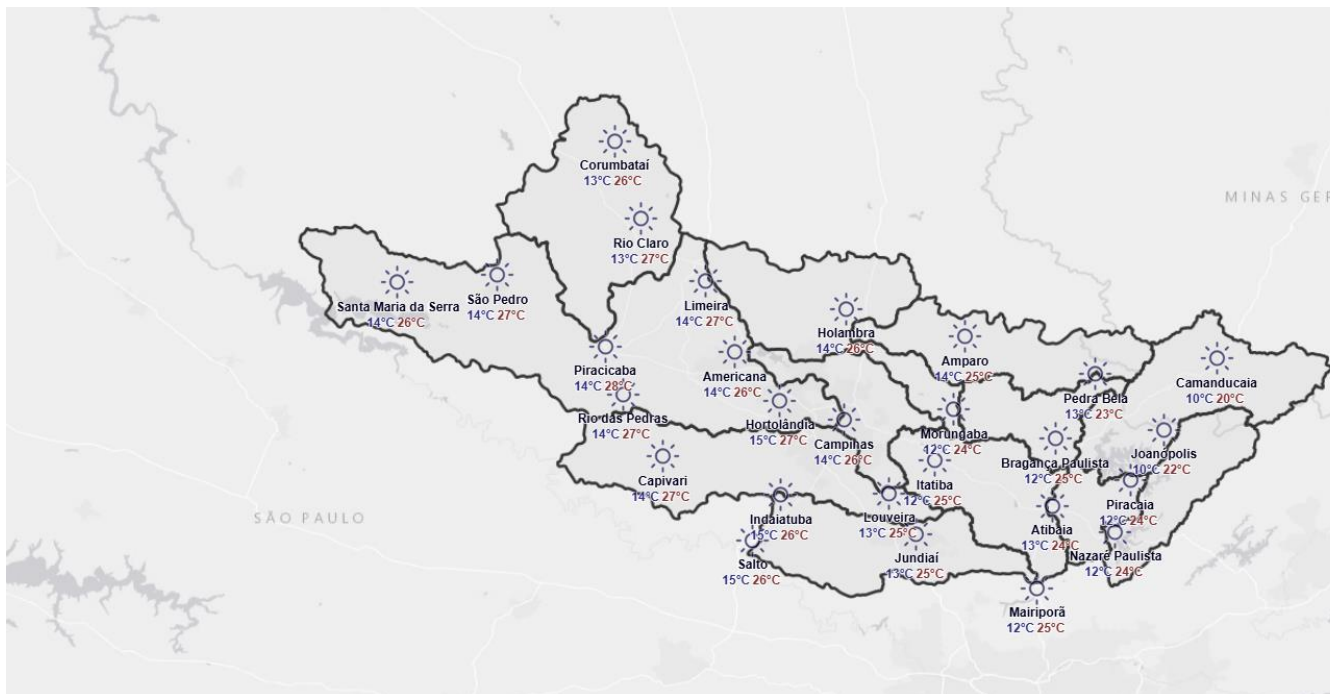 Corumbataí
13°C 26°C
MINAS GER
Rio Claro
13°C 27°C
Santa Maria da Serra
14°C 26°C
São Pedro
14°C 27°C
Limeira
14°C 27°C
Holambra
14°C 26°C
Amparo
14°C 25°C
Camanducaia
10°C 20°C
Piracicaba
14°C 28°C
Americana
14°C 26°C
Pedra Bela
13°C 23°C
Rio das Pedras
14°C 27°C
Hortolândia
15°C 27°C
Campinas
14°C 26°C
Morungaba
12°C 24°C
Bragança Paulista
12°C 25°C
Joanópolis
10°C 22°C
Capivari
14°C 27°C
Itatiba
12°C 25°C
Piracaia
12°C 24°C
SÃO PAULO
Indaiatuba
15°C 26°C
Louveira
13°C 25°C
Atibaia
13°C 24°C
Salto
15°C 26°C
Jundiaí
13°C 25°C
Nazaré Paulista
12°C 24°C
Mairiporã
12°C 25°C